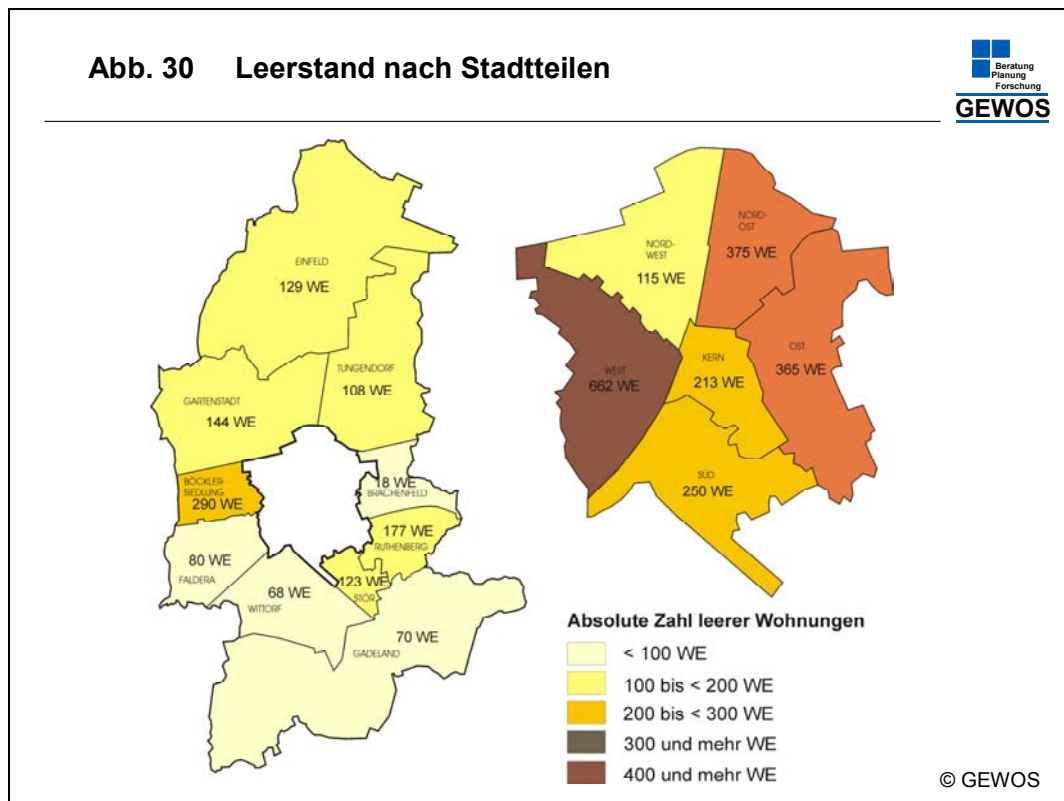 Abb. 30 Leerstand nach Stadtteilen
Beratung
Planung
Forschung
GEWOS
EINFELD
129 WE
TUNGENDORF
108 WE
GARTENSTADT
144 WE
BÖCKLER-
SIEDLUNG
290 WE
18 WE
BRACHENFELD
177 WE
RUTHENBERG
80 WE
FALDERA
123 WE
STÖR
68 WE
WITTORF
70 WE
GADELAND
NORD-
OST
375 WE
NORD-
WEST
115 WE
OST
365 WE
KERN
213 WE
WEST
662 WE
SÜD
250 WE
Absolute Zahl leerer Wohnungen
< 100 WE
100 bis < 200 WE
200 bis < 300 WE
300 und mehr WE
400 und mehr WE
© GEWOS